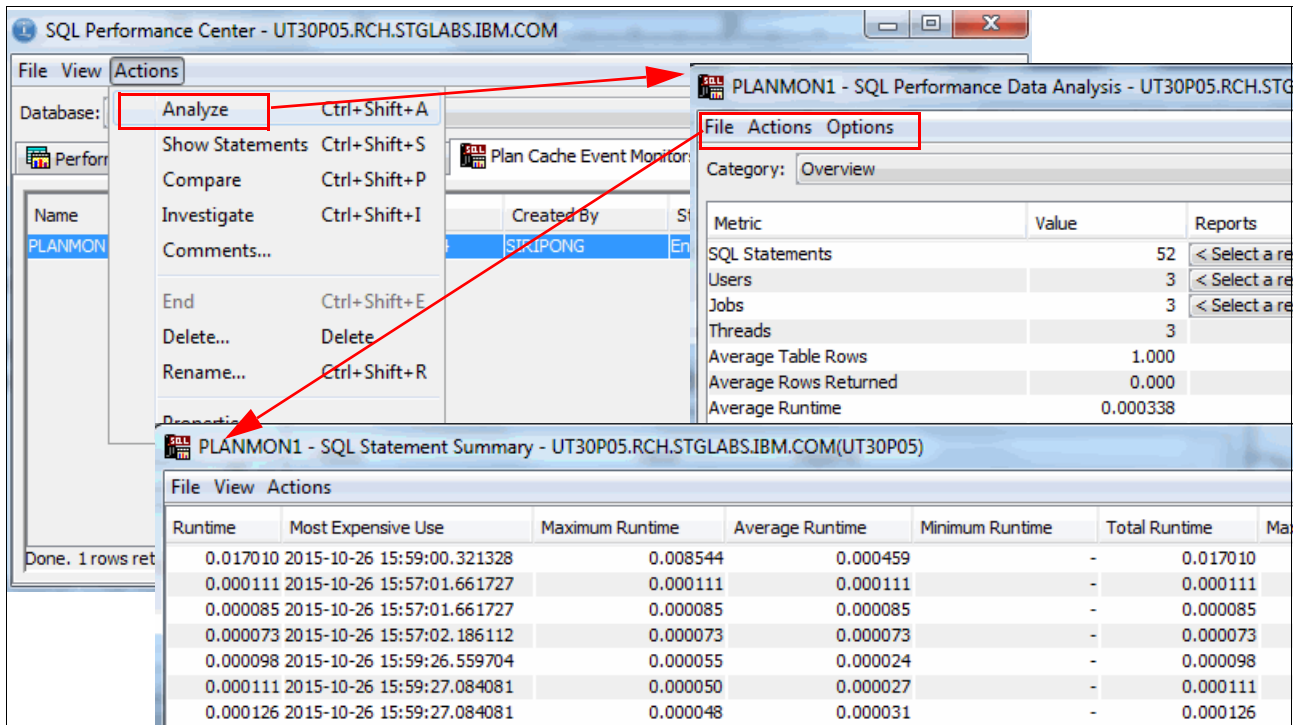 SQL Performance Center - UT30P05.RCH.STGLABS.IBM.COM
File View Actions
Database:
Analyze Ctrl+Shift+A
Show Statements Ctrl+Shift+S
Compare Ctrl+Shift+P
Investigate Ctrl+Shift+I
Comments...
End Ctrl+Shift+E
Delete... Delete
Rename... Ctrl+Shift+R
Perform
Plan Cache Event Monitors
Name Created By St
PLANMON SIRIPONG En
Done. 1 rows ret
PLANMON1 - SQL Performance Data Analysis - UT30P05.RCH.STG
File Actions Options
Category: Overview
Metric Value Reports
SQL Statements 52 < Select a re
Users 3 < Select a re
Jobs 3 < Select a re
Threads 3
Average Table Rows 1.000
Average Rows Returned 0.000
Average Runtime 0.000338
PLANMON1 - SQL Statement Summary - UT30P05.RCH.STGLABS.IBM.COM(UT30P05)
File View Actions
Runtime Most Expensive Use Maximum Runtime Average Runtime Minimum Runtime Total Runtime Max
0.017010 2015-10-26 15:59:00.321328 0.008544 0.000459 - 0.017010
0.000111 2015-10-26 15:57:01.661727 0.000111 0.000111 - 0.000111
0.000085 2015-10-26 15:57:01.661727 0.000085 0.000085 - 0.000085
0.000073 2015-10-26 15:57:02.186112 0.000073 0.000073 - 0.000073
0.000098 2015-10-26 15:59:26.559704 0.000055 0.000024 - 0.000098
0.000111 2015-10-26 15:59:27.084081 0.000050 0.000027 - 0.000111
0.000126 2015-10-26 15:59:27.084081 0.000048 0.000031 - 0.000126